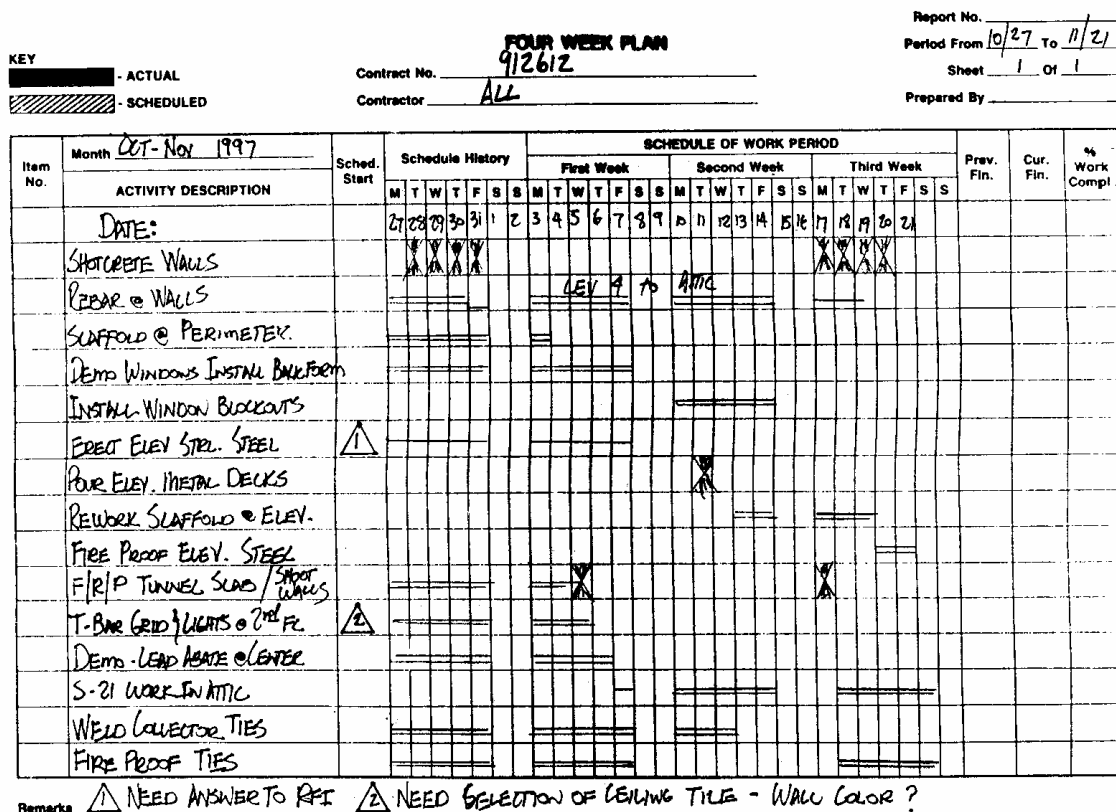 Report No.
FOUR WEEK PLAN
Period From 10/27 To 11/21
KEY
- ACTUAL
Contract No. 912612
Sheet 1 Of 1
- SCHEDULED
Contractor ALL
Prepared By
Item No.
Month OCT-NOV 1997
Sched. Start
Schedule History
SCHEDULE OF WORK PERIOD
Prev. Fin.
Cur. Fin.
% Work Compl.
First Week
Second Week
Third Week
ACTIVITY DESCRIPTION
M T W T F S S M T W T F S S M T W T F S S M T W T F S S
DATE: 27 28 29 30 31 1 2 3 4 5 6 7 8 9 10 11 12 13 14 15 16 17 18 19 20 21
SHOTCRETE WALLS
REBAR @ WALLS LEV 4 TO ATTIC
SCAFFOLD @ PERIMETER.
DEMO WINDOWS INSTALL BACKFORM
INSTALL WINDOW BLOCKOUTS
ERECT ELEV STRL. STEEL 1
POUR ELEV. METAL DECKS
REWORK SCAFFOLD @ ELEV.
FIRE PROOF ELEV. STEEL
F/R/P TUNNEL SLAB / SHOOT WALLS
T-BAR GRID & LIGHTS @ 2nd FL 2
DEMO - LEAD ABATE @ CENTER
S-21 WORK IN ATTIC
WELD COLLECTOR TIES
FIRE PROOF TIES
Remarks 1 NEED ANSWER TO RFI 2 NEED SELECTION OF CEILING TILE - WALL COLOR ?